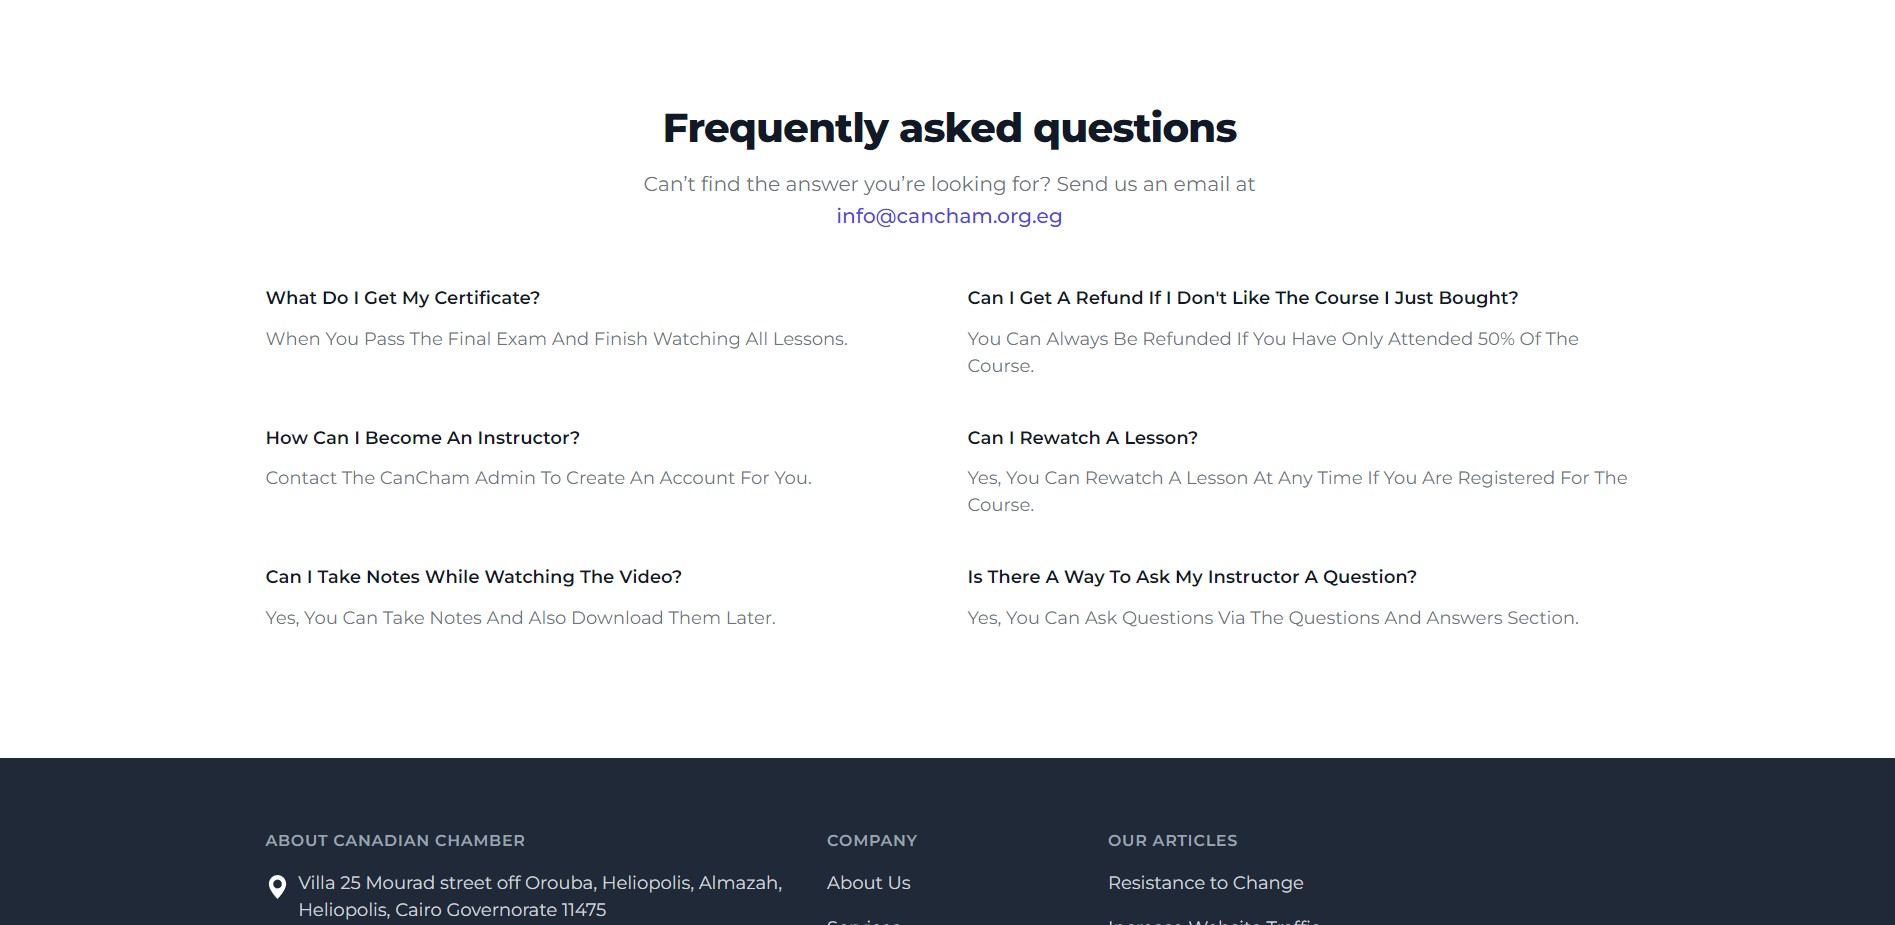 Frequently asked questions
Can’t find the answer you’re looking for? Send us an email at
info@cancham.org.eg
What Do I Get My Certificate?
When You Pass The Final Exam And Finish Watching All Lessons.
Can I Get A Refund If I Don't Like The Course I Just Bought?
You Can Always Be Refunded If You Have Only Attended 50% Of The
Course.
How Can I Become An Instructor?
Contact The CanCham Admin To Create An Account For You.
Can I Rewatch A Lesson?
Yes, You Can Rewatch A Lesson At Any Time If You Are Registered For The
Course.
Can I Take Notes While Watching The Video?
Yes, You Can Take Notes And Also Download Them Later.
Is There A Way To Ask My Instructor A Question?
Yes, You Can Ask Questions Via The Questions And Answers Section.
ABOUT CANADIAN CHAMBER
Villa 25 Mourad street off Orouba, Heliopolis, Almazah,
Heliopolis, Cairo Governorate 11475
COMPANY
About Us
Services
OUR ARTICLES
Resistance to Change
Increase Website Traffic